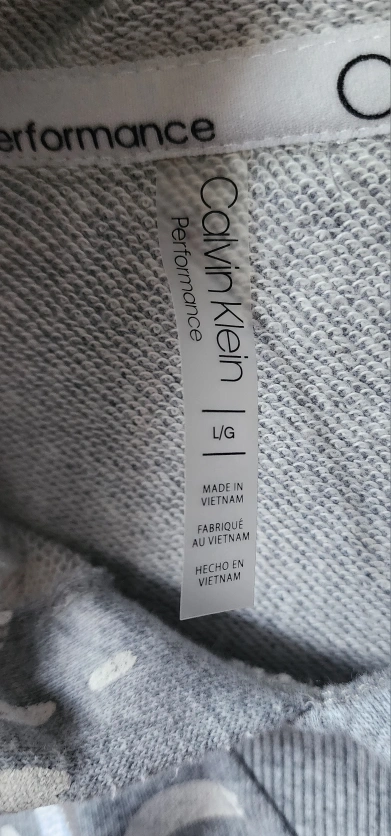 erformance
Calvin Klein
Performance
L/G
MADE IN
VIETNAM
FABRIQUÉ
AU VIETNAM
HECHO EN
VIETNAM